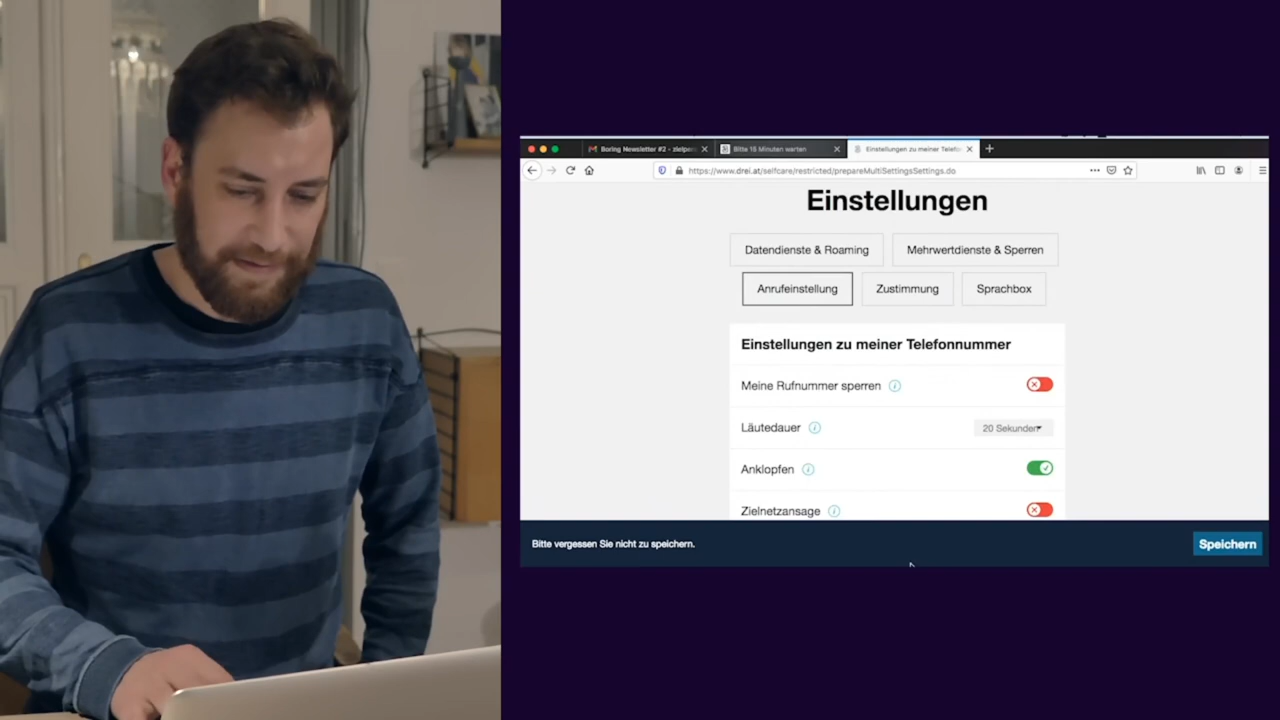 Boring Newsletter #2 - zielper
Bitte 15 Minuten warten
Einstellungen zu meiner Telefon
https://www.drei.at/selfcare/restricted/prepareMultiSettingsSettings.do
Einstellungen
Datendienste & Roaming
Mehrwertdienste & Sperren
Anrufeinstellung
Zustimmung
Sprachbox
Einstellungen zu meiner Telefonnummer
Meine Rufnummer sperren
Läutedauer
20 Sekunden
Anklopfen
Zielnetzansage
Bitte vergessen Sie nicht zu speichern.
Speichern